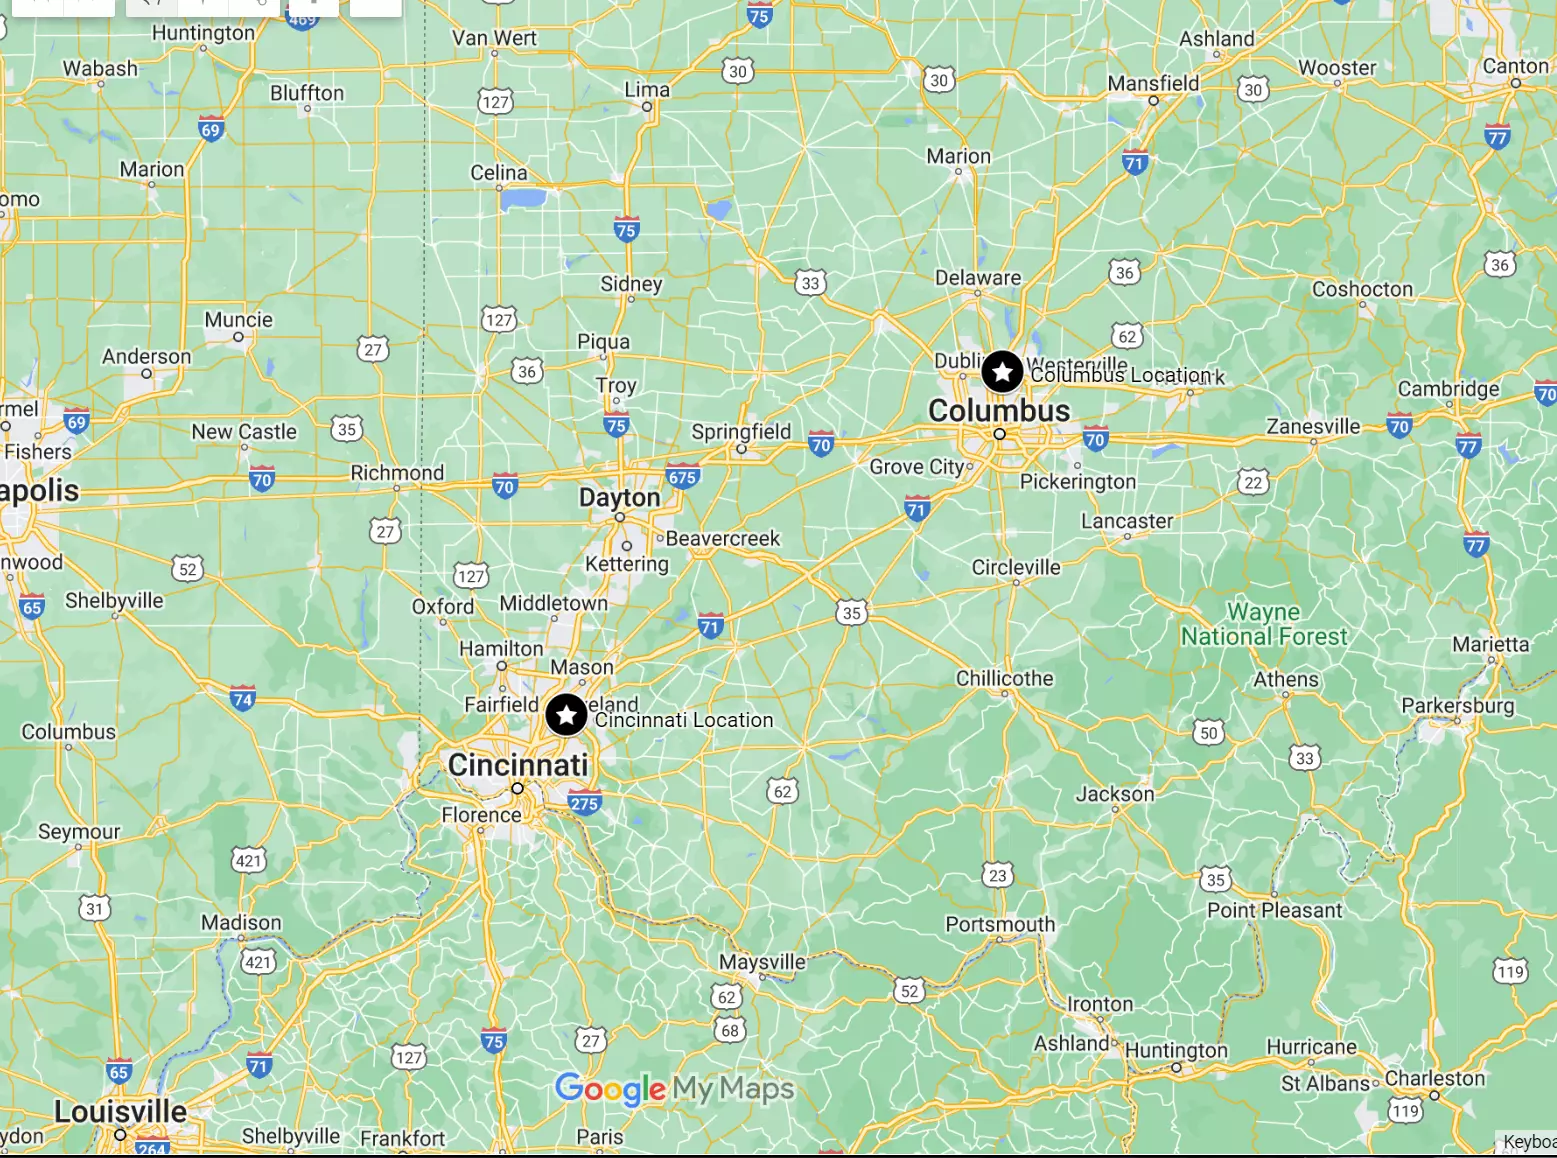 469
75
Huntington
Van Wert
Ashland
Wabash
30
30
Wooster
Canton
Bluffton
127
Lima
Mansfield
30
69
77
Marion
Celina
Marion
71
omo
75
Delaware
36
36
Sidney
33
Coshocton
Muncie
127
27
Piqua
62
Anderson
36
Columbus Location
Troy
Columbus
Cambridge
70
rmel
69
New Castle
35
75
Springfield
70
70
Zanesville
70
77
Fishers
Richmond
Grove City
Pickerington
apolis
70
70
675
22
Dayton
71
Lancaster
27
Beavercreek
77
nwood
52
127
Kettering
Circleville
65
Shelbyville
Oxford
Middletown
35
Wayne
National Forest
71
Hamilton
Mason
Marietta
74
Fairfield
eland
Chillicothe
Athens
Parkersburg
Cincinnati Location
Columbus
50
33
Cincinnati
62
Jackson
275
Florence
Seymour
421
23
35
31
Point Pleasant
Madison
Portsmouth
421
Maysville
119
62
52
68
Ironton
75
27
Ashland
Huntington
Hurricane
127
65
71
St Albans
Charleston
Google My Maps
119
Louisville
ydon
264
Shelbyville
Frankfort
Paris
Keyboa